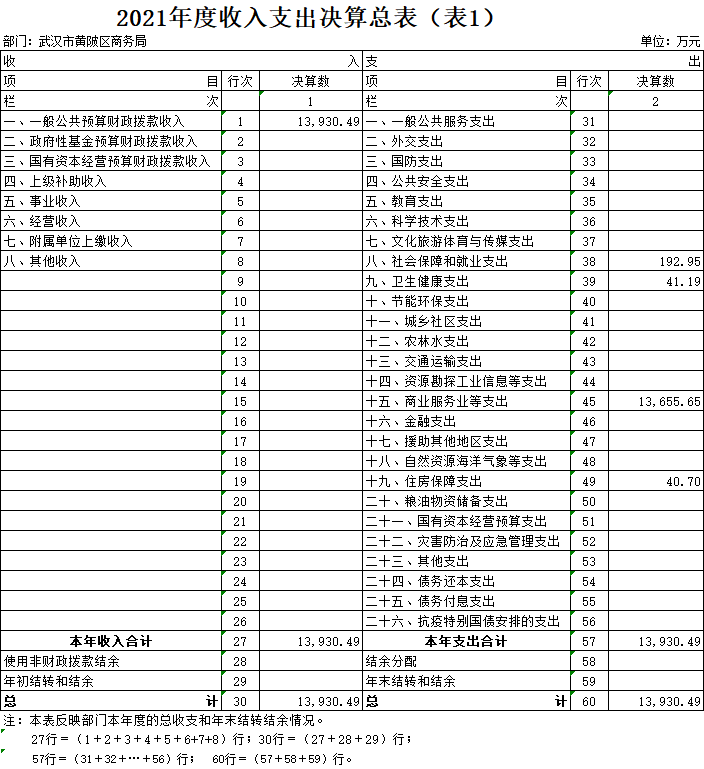 2021年度收入支出决算总表（表1）
部门：武汉市黄陂区商务局 单位：万元
收 入 支 出
项 目 行次 决算数 项 目 行次 决算数
栏 次 1 栏 次 2
一、一般公共预算财政拨款收入 1 13,930.49 一、一般公共服务支出 31
二、政府性基金预算财政拨款收入 2 二、外交支出 32
三、国有资本经营预算财政拨款收入 3 三、国防支出 33
四、上级补助收入 4 四、公共安全支出 34
五、事业收入 5 五、教育支出 35
六、经营收入 6 六、科学技术支出 36
七、附属单位上缴收入 7 七、文化旅游体育与传媒支出 37
八、其他收入 8 八、社会保障和就业支出 38 192.95
9 九、卫生健康支出 39 41.19
10 十、节能环保支出 40
11 十一、城乡社区支出 41
12 十二、农林水支出 42
13 十三、交通运输支出 43
14 十四、资源勘探工业信息等支出 44
15 十五、商业服务业等支出 45 13,655.65
16 十六、金融支出 46
17 十七、援助其他地区支出 47
18 十八、自然资源海洋气象等支出 48
19 十九、住房保障支出 49 40.70
20 二十、粮油物资储备支出 50
21 二十一、国有资本经营预算支出 51
22 二十二、灾害防治及应急管理支出 52
23 二十三、其他支出 53
24 二十四、债务还本支出 54
25 二十五、债务付息支出 55
26 二十六、抗疫特别国债安排的支出 56
本年收入合计 27 13,930.49 本年支出合计 57 13,930.49
使用非财政拨款结余 28 结余分配 58
年初结转和结余 29 年末结转和结余 59
总 计 30 13,930.49 总 计 60 13,930.49
注：本表反映部门本年度的总收支和年末结转结余情况。
27行＝（1＋2＋3＋4＋5＋6+7+8）行；30行＝（27＋28＋29）行；
57行＝（31＋32＋…＋56）行； 60行＝（57＋58＋59）行。